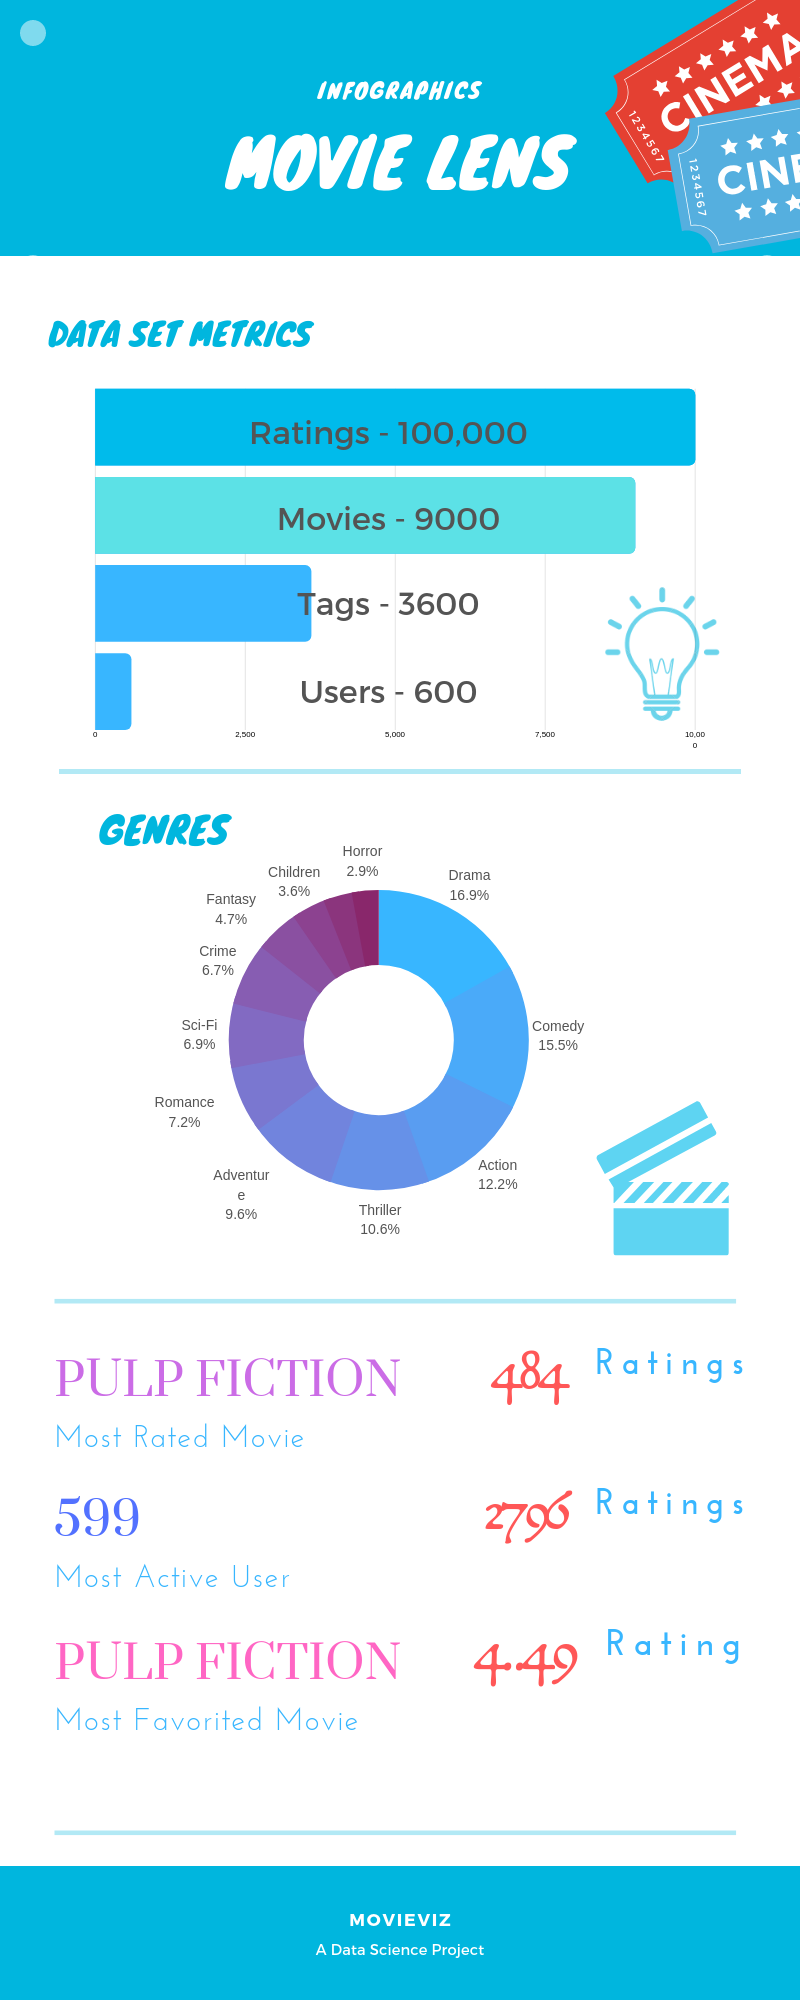 INFOGRAPHICS
MOVIE LENS
CINEMA
1234567
CINE
1234567
DATA SET METRICS
Ratings - 100,000
Movies - 9000
Tags - 3600
Users - 600
0
2,500
5,000
7,500
10,00
0
GENRES
Horror
2.9%
Children
3.6%
Drama
16.9%
Fantasy
4.7%
Crime
6.7%
Sci-Fi
6.9%
Comedy
15.5%
Romance
7.2%
Adventur
e
9.6%
Action
12.2%
Thriller
10.6%
PULP FICTION
484 Ratings
Most Rated Movie
599
2796 Ratings
Most Active User
PULP FICTION
4.49 Rating
Most Favorited Movie
MOVIEVIZ
A Data Science Project